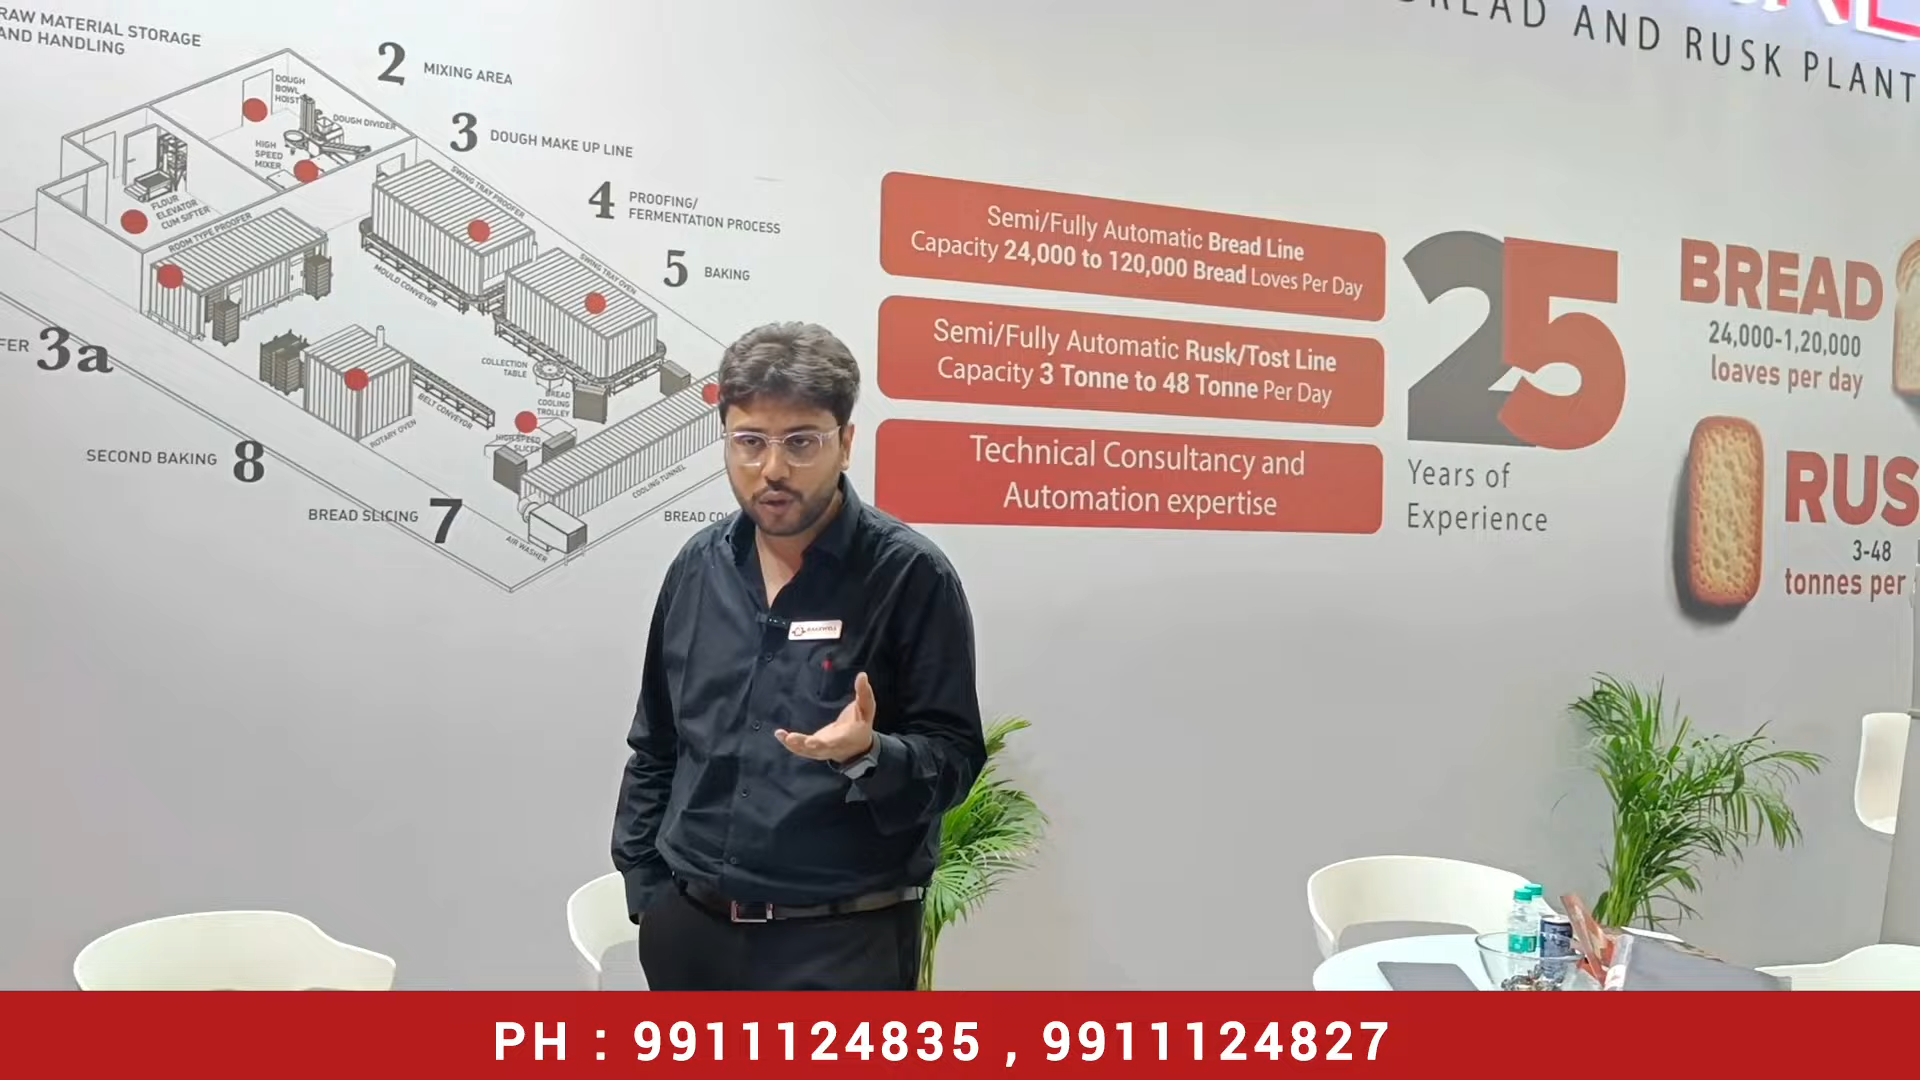 RAW MATERIAL STORAGE
AND HANDLING
2 MIXING AREA
3 DOUGH MAKE UP LINE
4 PROOFING/
FERMENTATION PROCESS
5 BAKING
DOUGH
BOWL
HOIST
DOUGH DIVIDER
HIGH
SPEED
MIXER
FLOUR
ELEVATOR
CUM SIFTER
ROOM TYPE PROOFER
SWING TRAY PROOFER
MOULD CONVEYOR
SWING TRAY OVEN
COLLECTION
TABLE
BREAD
COOLING
TROLLEY
BELT CONVEYOR
ROTARY OVEN
HIGH SPEED
SLICER
COOLING TUNNEL
AIR WASHER
3a
SECOND BAKING 8
BREAD SLICING 7
BREAD
BREAD AND RUSK PLANT
Semi/Fully Automatic Bread Line
Capacity 24,000 to 120,000 Bread Loves Per Day
Semi/Fully Automatic Rusk/Tost Line
Capacity 3 Tonne to 48 Tonne Per Day
Technical Consultancy and
Automation expertise
25
Years of
Experience
BREAD
24,000-1,20,000
loaves per day
RUS
3-48
tonnes per
PH : 9911124835 , 9911124827